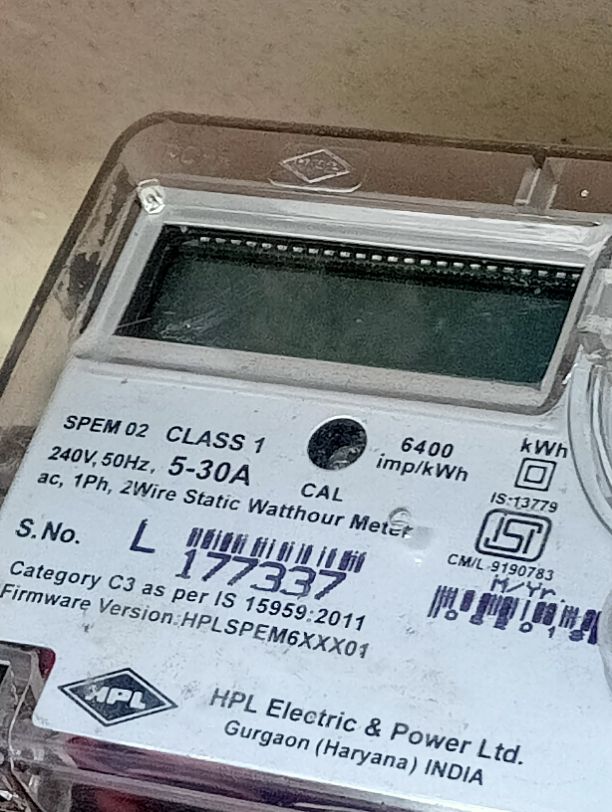 SPEM 02 CLASS 1
240V, 50Hz, 5-30A
ac, 1Ph, 2Wire Static Watthour Meter
CAL
6400
imp/kWh
kWh
IS:13779
ISI
CM/L-9190783
M/Yr.
S.No. L 177337
Category C3 as per IS 15959:2011
Firmware Version:HPLSPEM6XXX01
HPL
HPL Electric & Power Ltd.
Gurgaon (Haryana) INDIA